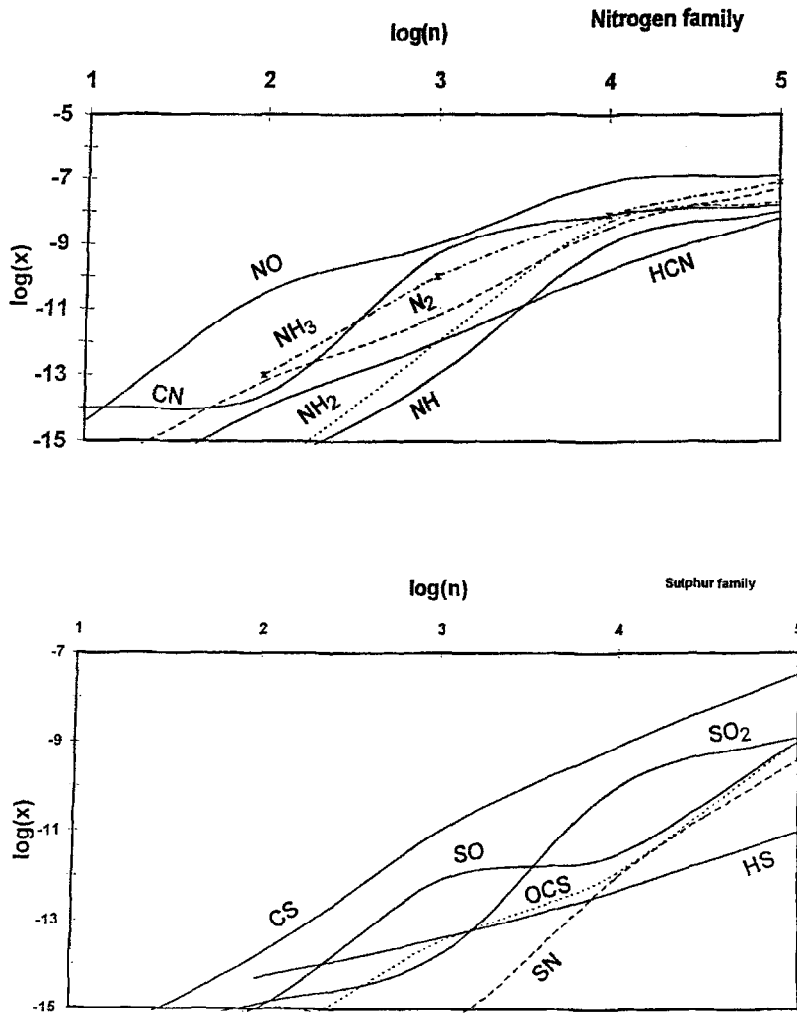 Nitrogen family
log(n)
1 2 3 4 5
-5
-7
-9
-11
-13
-15
log(x)
NO
NH3
N2
HCN
CN
NH2
NH
log(n)
Sulphur family
1 2 3 4 5
-7
-9
-11
-13
-15
log(x)
SO2
SO
CS
OCS
HS
SN